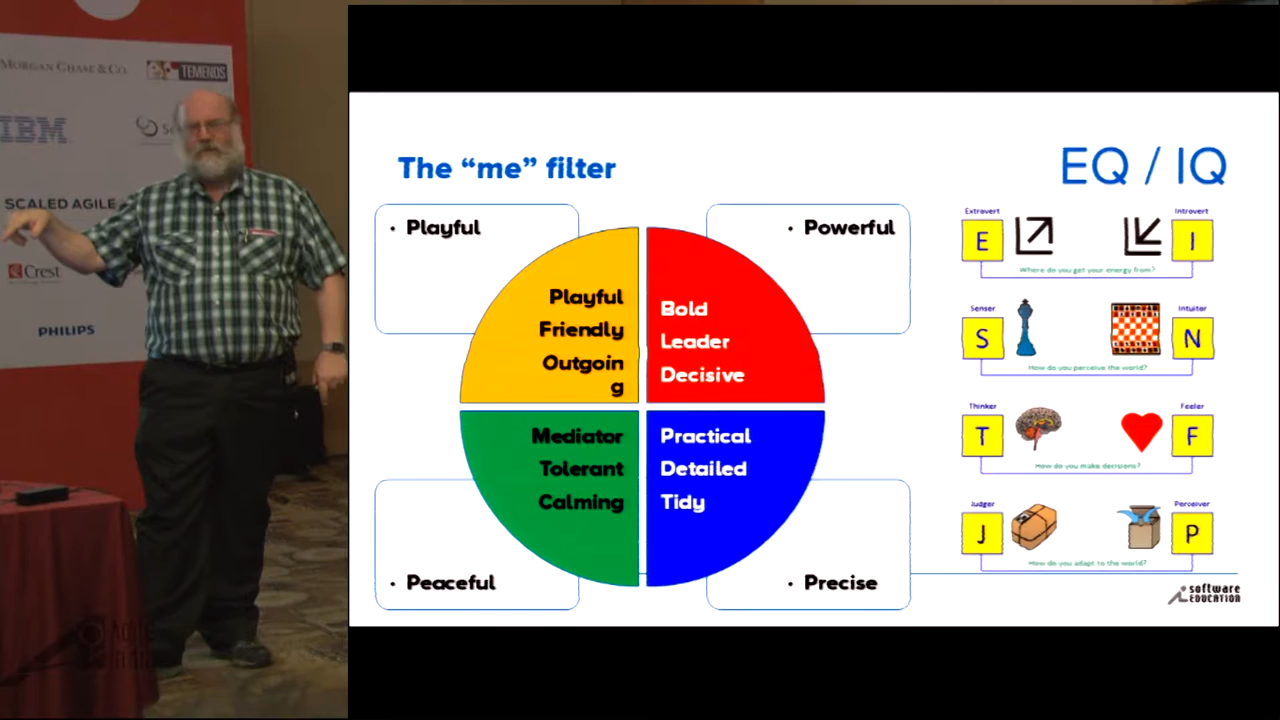 MORGAN CHASE & CO.
TEMENOS
IBM
SCALED AGILE
Crest
PHILIPS
AGILE
The “me” filter
EQ / IQ
• Playful
• Powerful
Playful
Friendly
Outgoin
g
Bold
Leader
Decisive
Mediator
Tolerant
Calming
Practical
Detailed
Tidy
• Peaceful
• Precise
Extrovert
Introvert
E
I
Where do you get your energy from?
Senser
Intuitor
S
N
How do you perceive the world?
Thinker
Feeler
T
F
How do you make decisions?
Judger
Perceiver
J
P
How do you adapt to the world?
software
EDUCATION